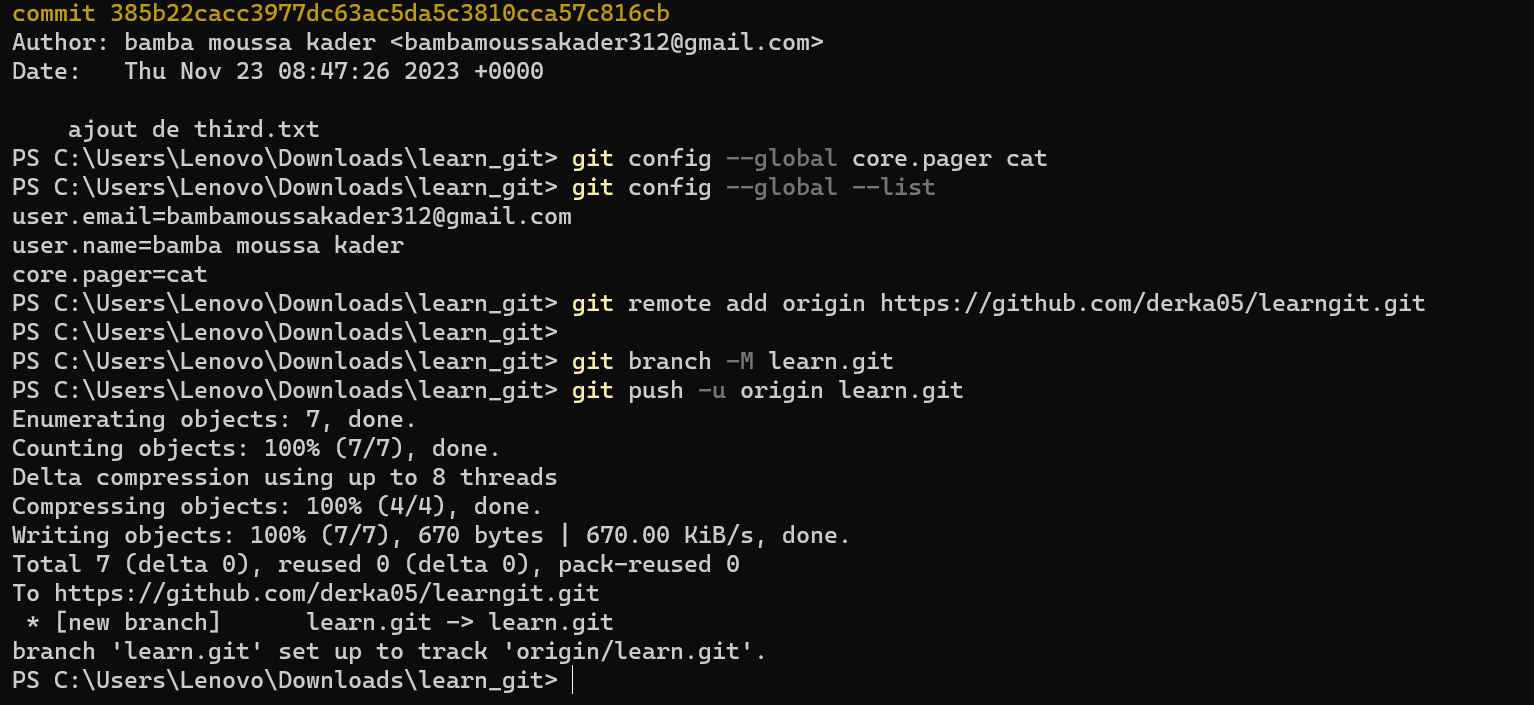 commit 385b22cacc3977dc63ac5da5c3810cca57c816cb
Author: bamba moussa kader <bambamoussakader312@gmail.com>
Date:   Thu Nov 23 08:47:26 2023 +0000

    ajout de third.txt
PS C:\Users\Lenovo\Downloads\learn_git> git config --global core.pager cat
PS C:\Users\Lenovo\Downloads\learn_git> git config --global --list
user.email=bambamoussakader312@gmail.com
user.name=bamba moussa kader
core.pager=cat
PS C:\Users\Lenovo\Downloads\learn_git> git remote add origin https://github.com/derka05/learngit.git
PS C:\Users\Lenovo\Downloads\learn_git>
PS C:\Users\Lenovo\Downloads\learn_git> git branch -M learn.git
PS C:\Users\Lenovo\Downloads\learn_git> git push -u origin learn.git
Enumerating objects: 7, done.
Counting objects: 100% (7/7), done.
Delta compression using up to 8 threads
Compressing objects: 100% (4/4), done.
Writing objects: 100% (7/7), 670 bytes | 670.00 KiB/s, done.
Total 7 (delta 0), reused 0 (delta 0), pack-reused 0
To https://github.com/derka05/learngit.git
 * [new branch]      learn.git -> learn.git
branch 'learn.git' set up to track 'origin/learn.git'.
PS C:\Users\Lenovo\Downloads\learn_git>